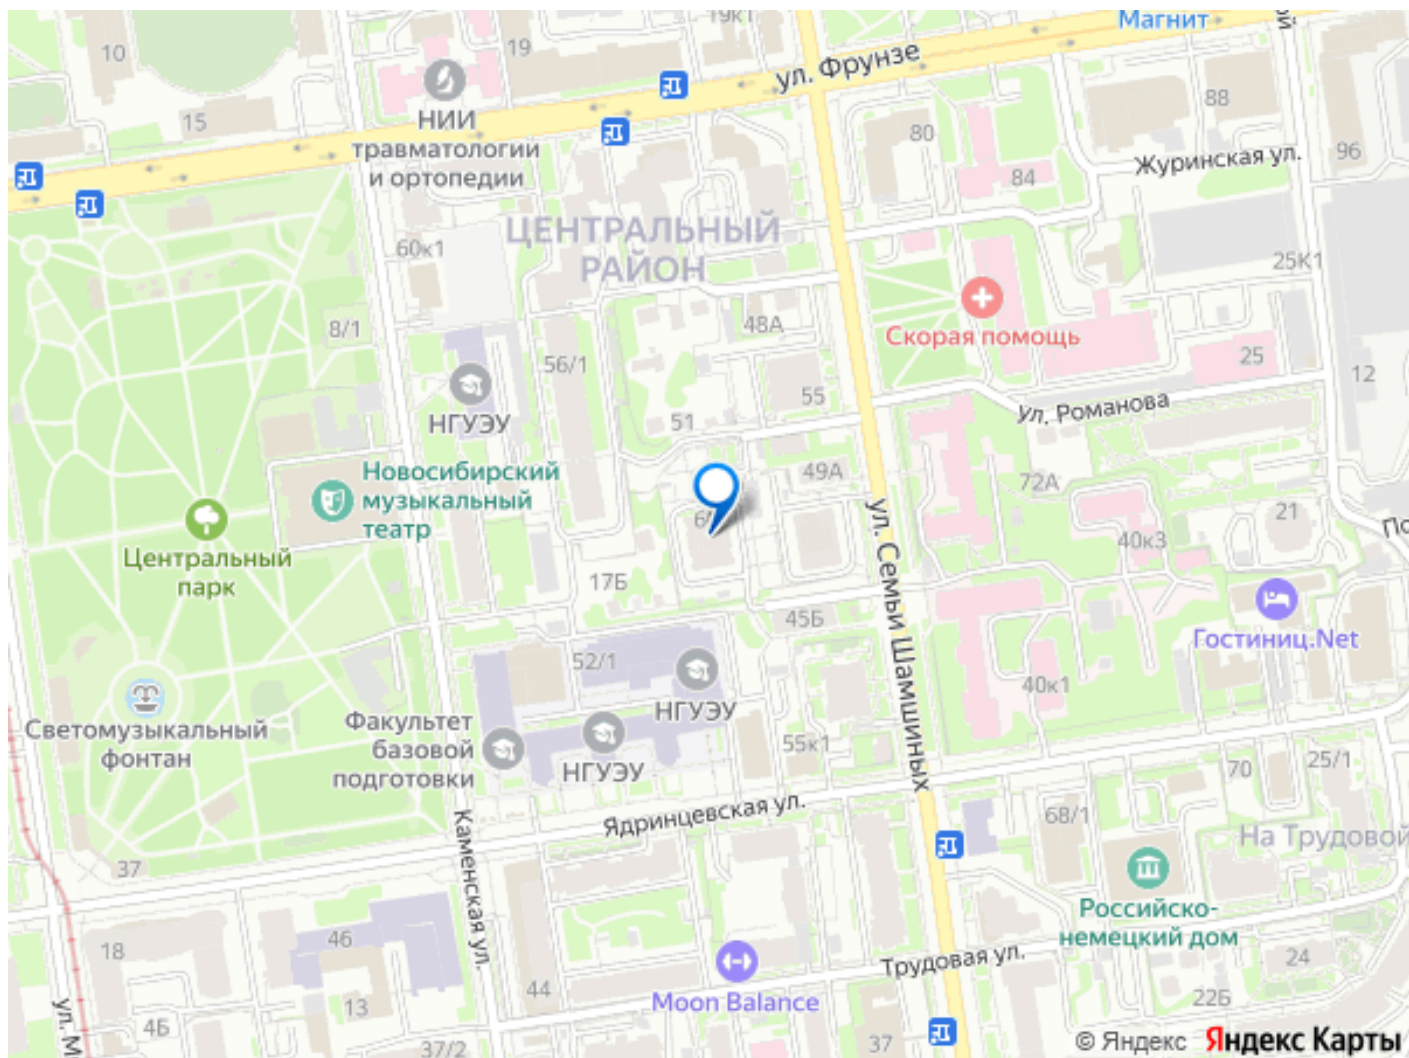 19к1
Магнит
10
19
ул. Фрунзе
НИИ
травматологии
и ортопедии
15
88
80
Журинская ул.
96
84
ЦЕНТРАЛЬНЫЙ
РАЙОН
60к1
25К1
8/1
48А
Скорая помощь
56/1
25
12
55
НГУЭУ
51
ул. Романова
Новосибирский
музыкальный
театр
49А
72А
21
40к3
Центральный
парк
17Б
ул. Семьи Шамшиных
45Б
Гостиниц.Net
52/1
40к1
НГУЭУ
Светомузыкальный
фонтан
Факультет
базовой
подготовки
55к1
НГУЭУ
70
25/1
Ядринцевская ул.
68/1
На Трудовой
37
Каменская ул.
Российско-
немецкий дом
46
18
Трудовая ул.
24
44
Moon Balance
13
22Б
4Б
ул. М
37/2
37
© Яндекс Яндекс Карты